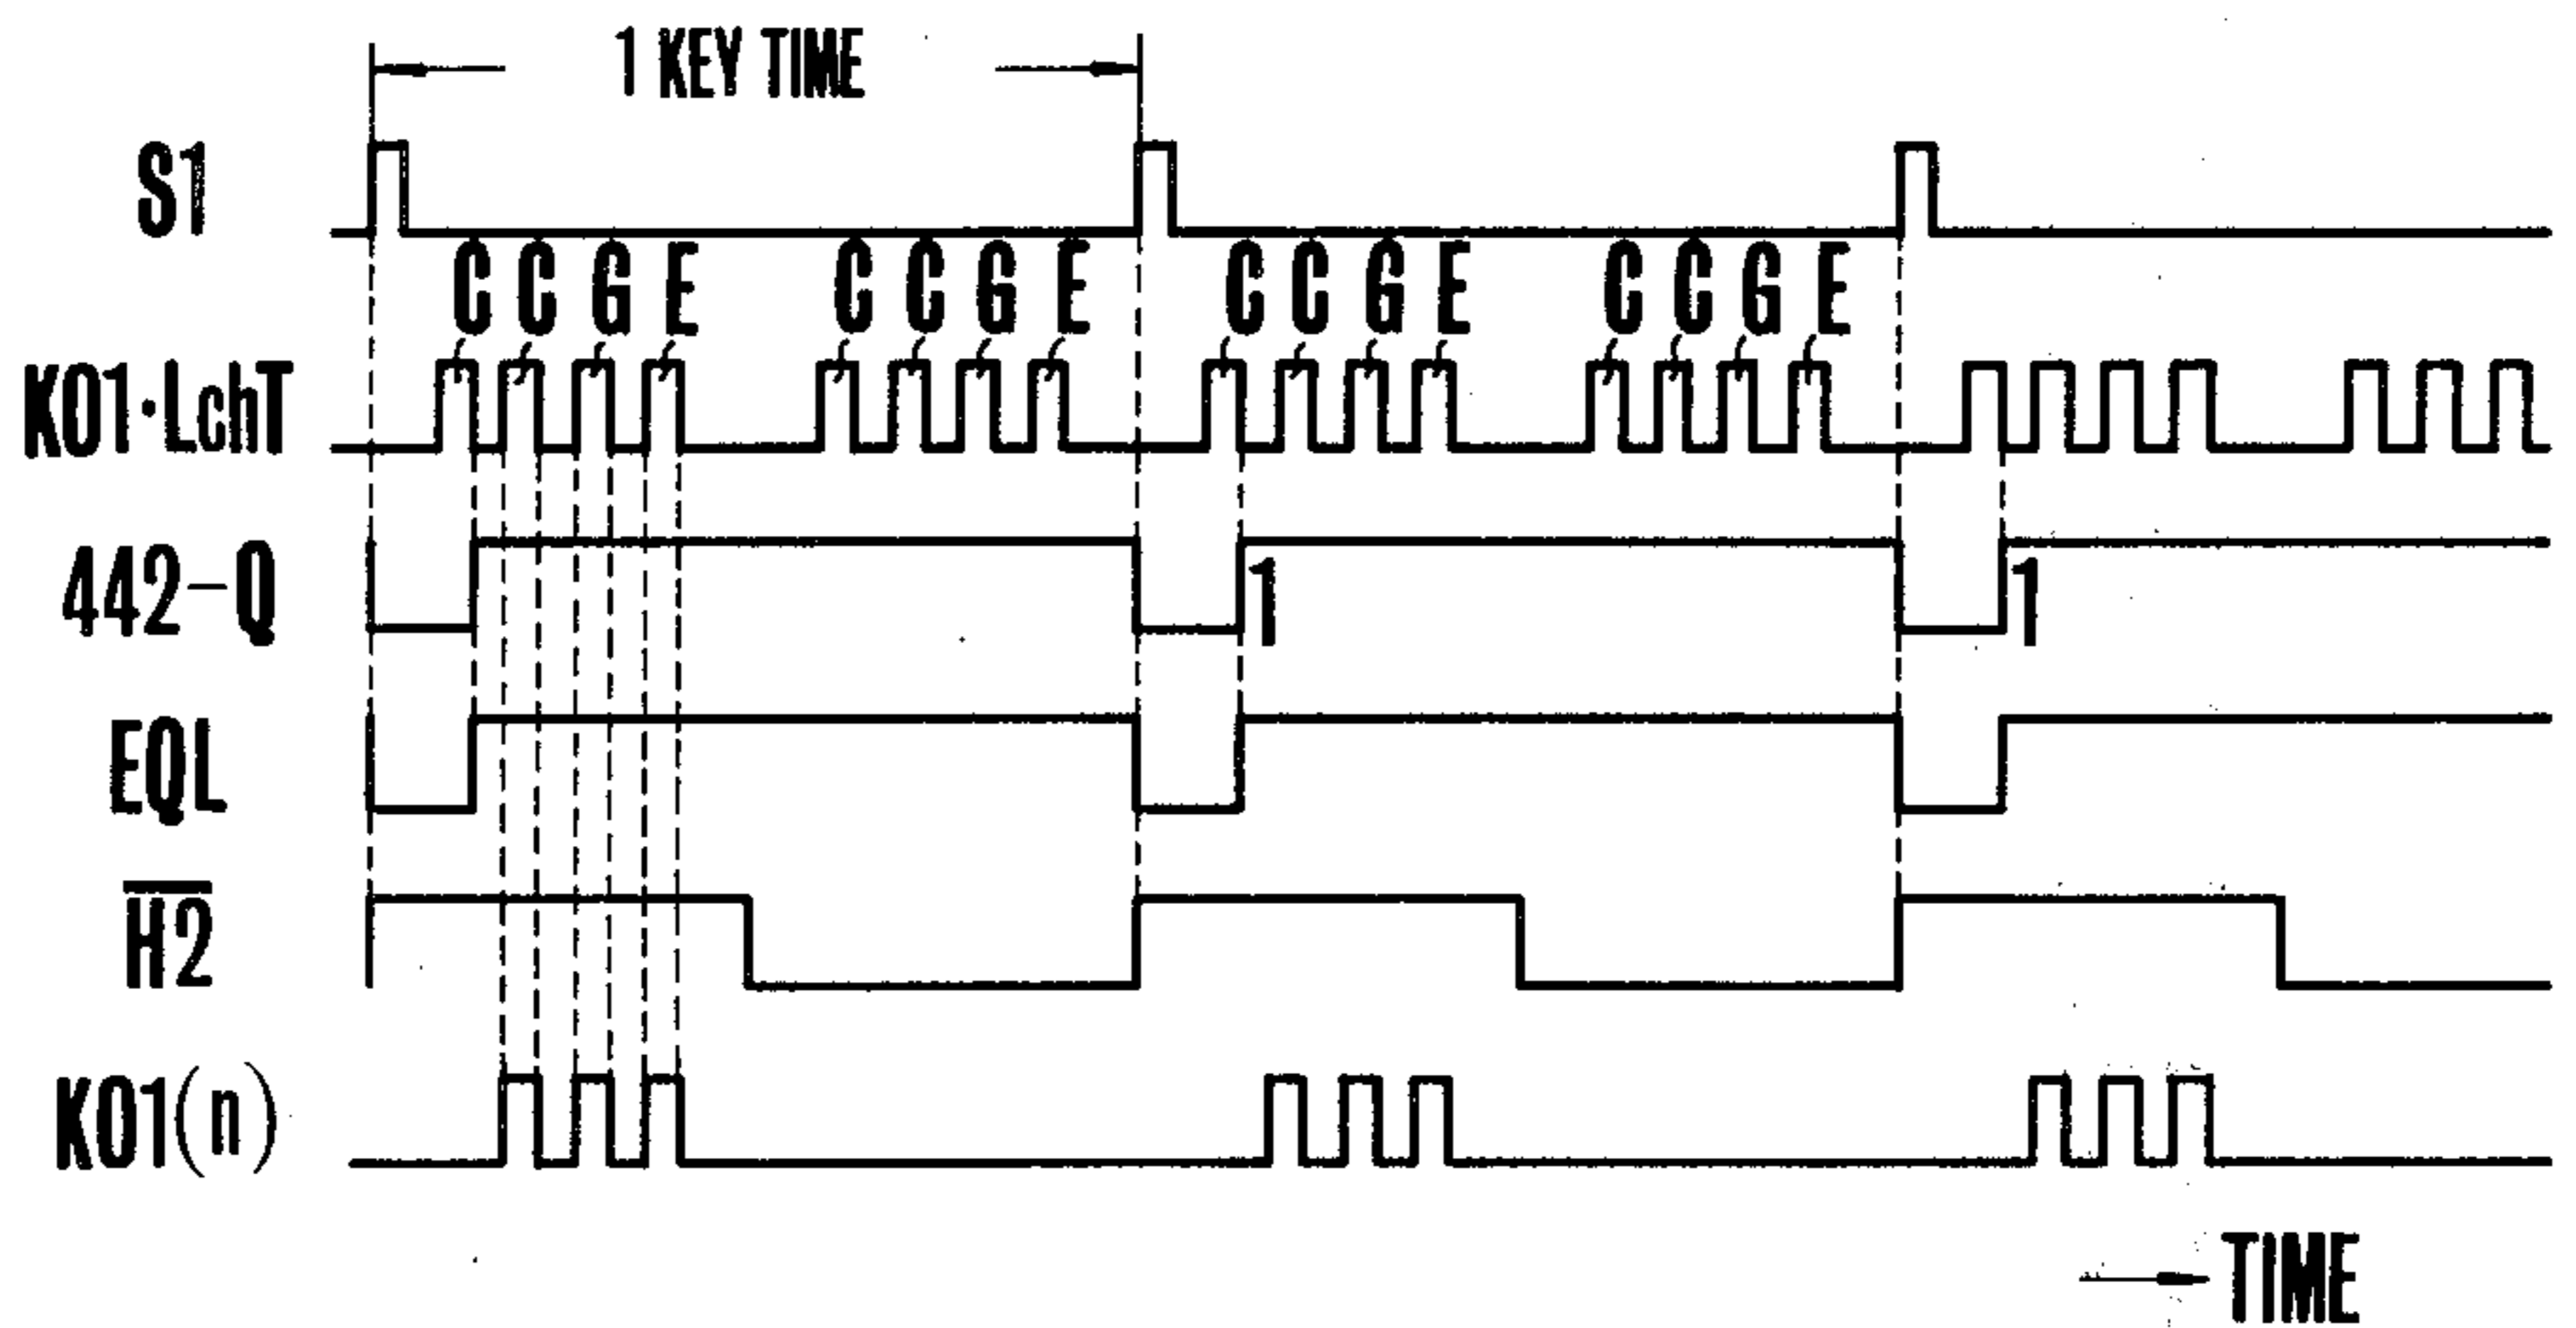 1 KEY TIME
S1
C C G E C C G E C C G E C C G E
K01·LchT
442-Q
1 1
EQL
H2
K01(n)
TIME